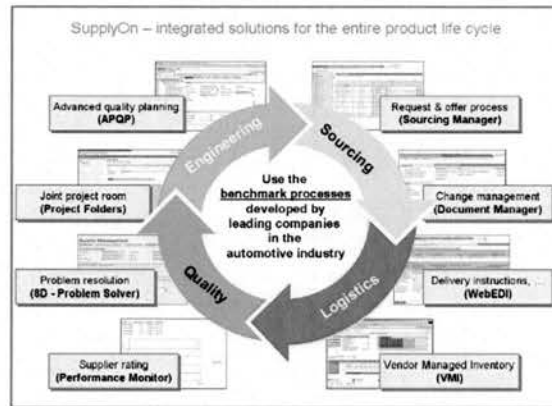 SupplyOn – integrated solutions for the entire product life cycle
Advanced quality planning
(APQP)
Request & offer process
(Sourcing Manager)
Engineering
Sourcing
Joint project room
(Project Folders)
Use the
benchmark processes
developed by
leading companies
in the
automotive industry
Change management
(Document Manager)
Problem resolution
(8D - Problem Solver)
Quality
Logistics
Delivery instructions,
(WebEDI)
Supplier rating
(Performance Monitor)
Vendor Managed Inventory
(VMI)